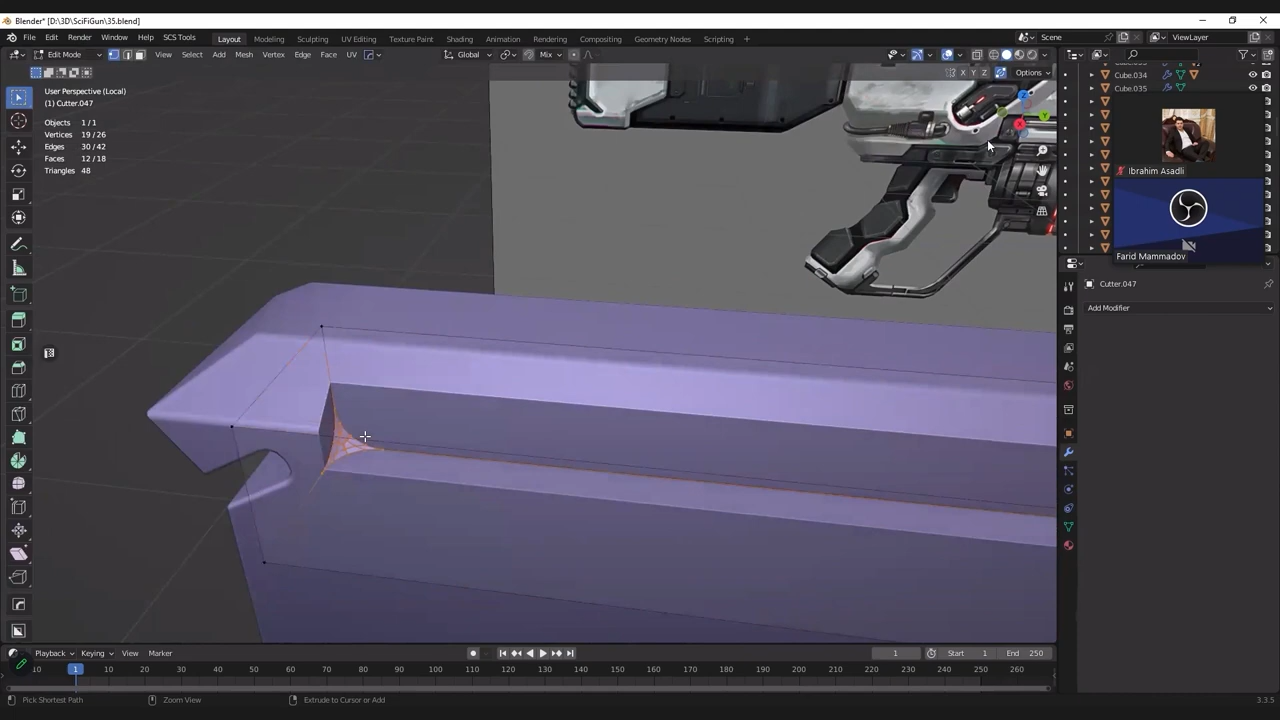 Blender* [D:\3D\SciFiGun\35.blend]
File Edit Render Window Help SCS Tools Layout Modeling Sculpting UV Editing Texture Paint Shading Animation Rendering Compositing Geometry Nodes Scripting + Scene ViewLayer
Edit Mode View Select Add Mesh Vertex Edge Face UV Global Mix
X Y Z Options
User Perspective (Local)
(1) Cutter.047
Objects 1/1
Vertices 19/26
Edges 30/42
Faces 12/18
Triangles 48
Cube.034
Cube.035
Ibrahim Asadli
Farid Mammadov
Cutter.047
Add Modifier
Playback Keying View Marker 1 Start 1 End 250
10 1 10 20 30 40 50 60 70 80 90 100 110 120 130 140 150 160 170 180 190 200 210 220 230 240 250 260
Pick Shortest Path Zoom View Extrude to Cursor or Add 3.3.5